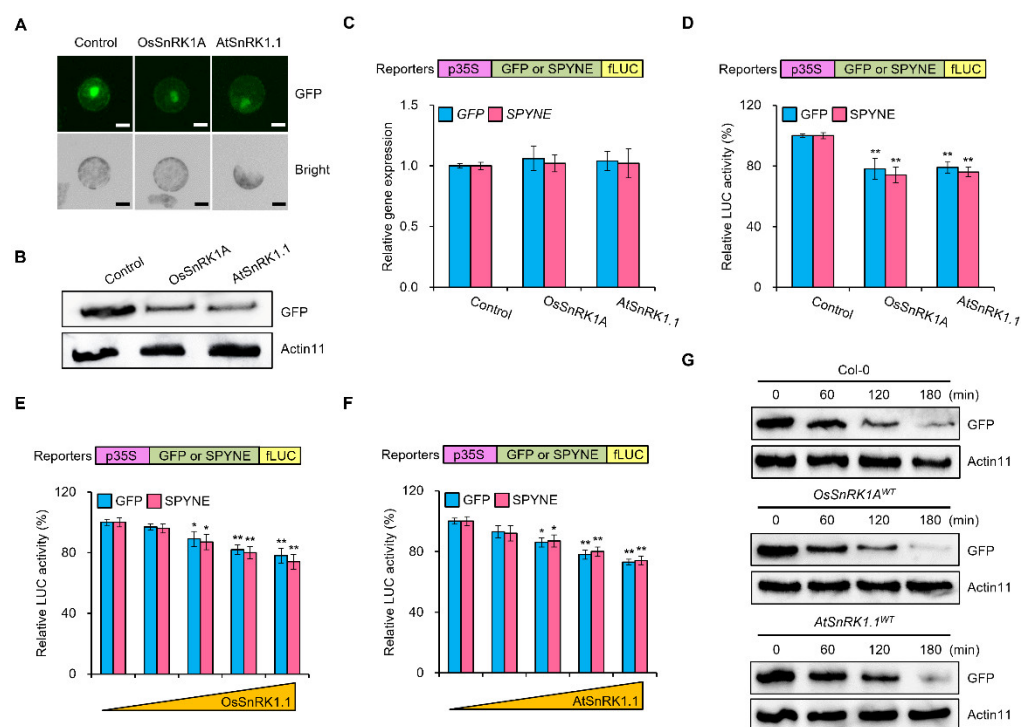 A
Control OsSnRK1A AtSnRK1.1
GFP
Bright
B
Control OsSnRK1A AtSnRK1.1
GFP
Actin11
C
Reporters p35S GFP or SPYNE fLUC
GFP SPYNE
Relative gene expression
1.5
1.0
0.5
0.0
Control OsSnRK1A AtSnRK1.1
D
Reporters p35S GFP or SPYNE fLUC
GFP SPYNE
Relative LUC activity (%)
120
80
40
0
** ** ** **
Control OsSnRK1A AtSnRK1.1
E
Reporters p35S GFP or SPYNE fLUC
GFP SPYNE
Relative LUC activity (%)
120
80
40
0
* * ** ** ** **
OsSnRK1.1
F
Reporters p35S GFP or SPYNE fLUC
GFP SPYNE
Relative LUC activity (%)
120
80
40
0
* * ** ** ** **
AtSnRK1.1
G
Col-0
0 60 120 180 (min)
GFP
Actin11
OsSnRK1A^WT
0 60 120 180 (min)
GFP
Actin11
AtSnRK1.1^WT
0 60 120 180 (min)
GFP
Actin11